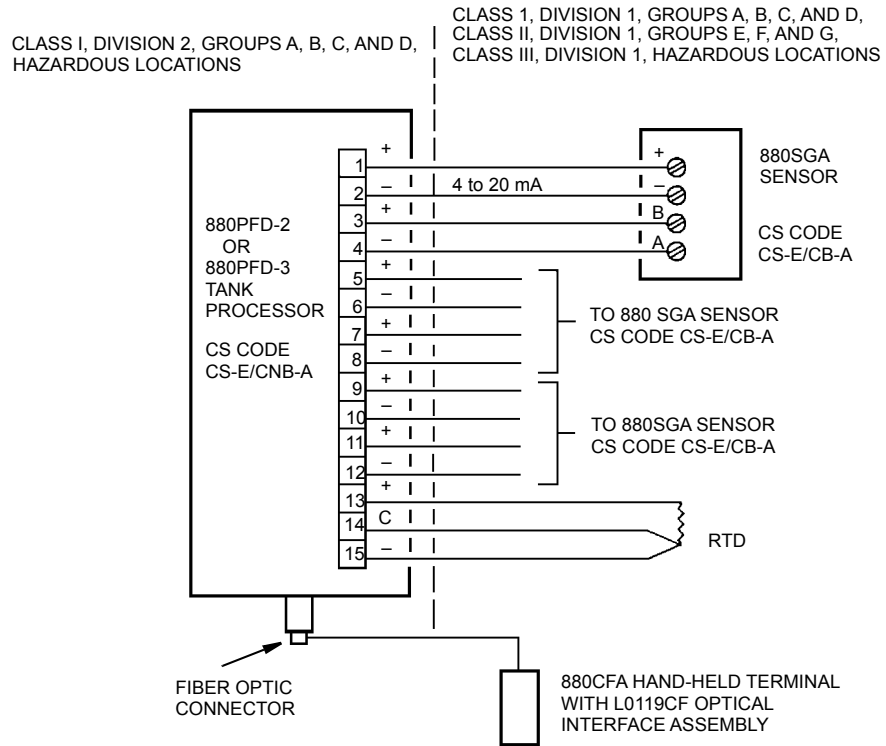 CLASS I, DIVISION 2, GROUPS A, B, C, AND D,
HAZARDOUS LOCATIONS
CLASS 1, DIVISION 1, GROUPS A, B, C, AND D,
CLASS II, DIVISION 1, GROUPS E, F, AND G,
CLASS III, DIVISION 1, HAZARDOUS LOCATIONS
880PFD-2
OR
880PFD-3
TANK
PROCESSOR
CS CODE
CS-E/CNB-A
1 +
2 –
3 +
4 –
5 +
6 –
7 +
8 –
9 +
10 –
11 +
12 –
13 +
14 C
15 –
4 to 20 mA
+
–
B
A
880SGA
SENSOR
CS CODE
CS-E/CB-A
TO 880 SGA SENSOR
CS CODE CS-E/CB-A
TO 880SGA SENSOR
CS CODE CS-E/CB-A
RTD
FIBER OPTIC
CONNECTOR
880CFA HAND-HELD TERMINAL
WITH L0119CF OPTICAL
INTERFACE ASSEMBLY